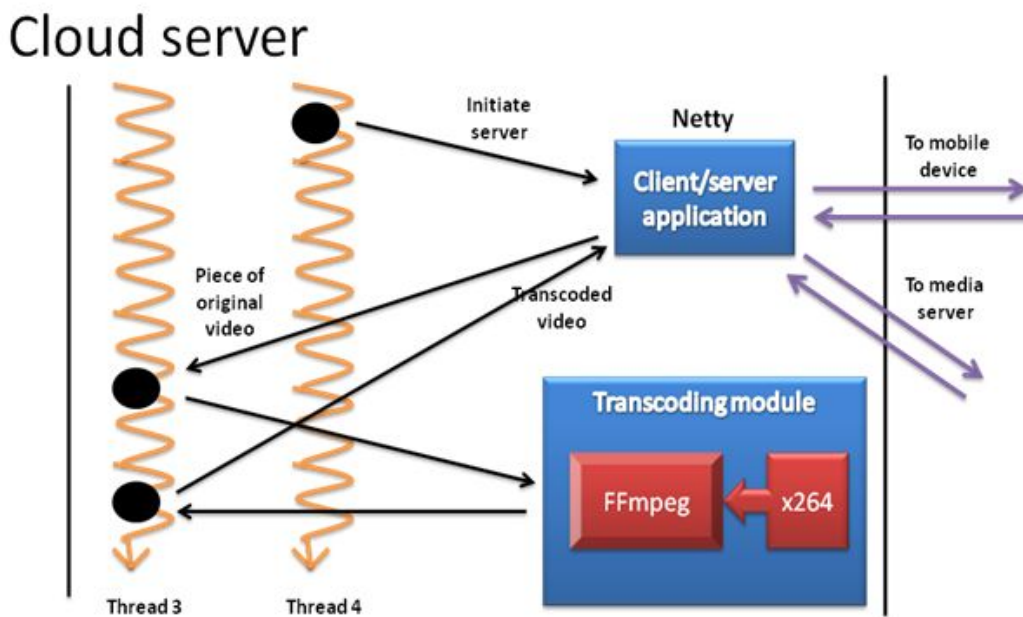 Cloud server
Initiate
server
Netty
Client/server
application
To mobile
device
Piece of
original
video
Transcoded
video
To media
server
Transcoding module
FFmpeg
x264
Thread 3
Thread 4